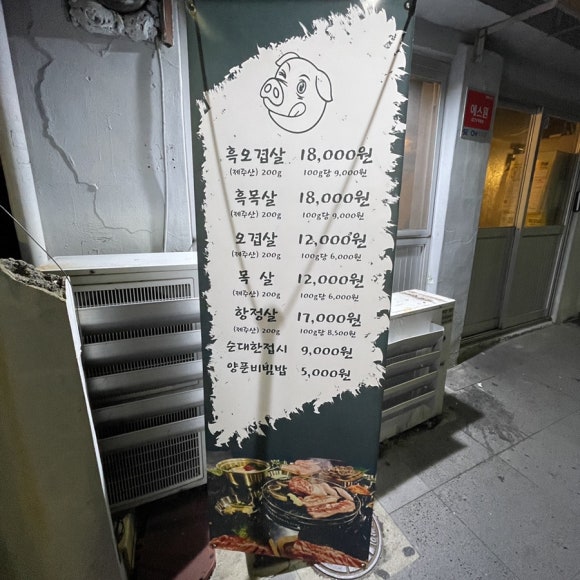 흑오겹살 18,000원
(제주산) 200g 100g당 9,000원
흑목살 18,000원
(제주산) 200g 100g당 9,000원
오겹살 12,000원
(제주산) 200g 100g당 6,000원
목살 12,000원
(제주산) 200g 100g당 6,000원
항정살 17,000원
(제주산) 200g 100g당 8,500원
순대한접시 9,000원
양푼비빔밥 5,000원
에스원